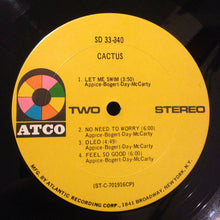 SD 33-340
CACTUS
1. LET ME SWIM (3:50)
Appice-Bogert-Day-McCarty
TWO STEREO
ATCO
2. NO NEED TO WORRY (6:00)
Appice-Bogert-Day-McCarty
3. OLEO (4:49)
Appice-Bogert-Day-McCarty
4. FEEL SO GOOD (6:00)
Appice-Bogert-Day-McCarty
(ST-C-701916CP)
MFG. BY ATLANTIC RECORDING CORP., 1841 BROADWAY, NEW YORK, N.Y.